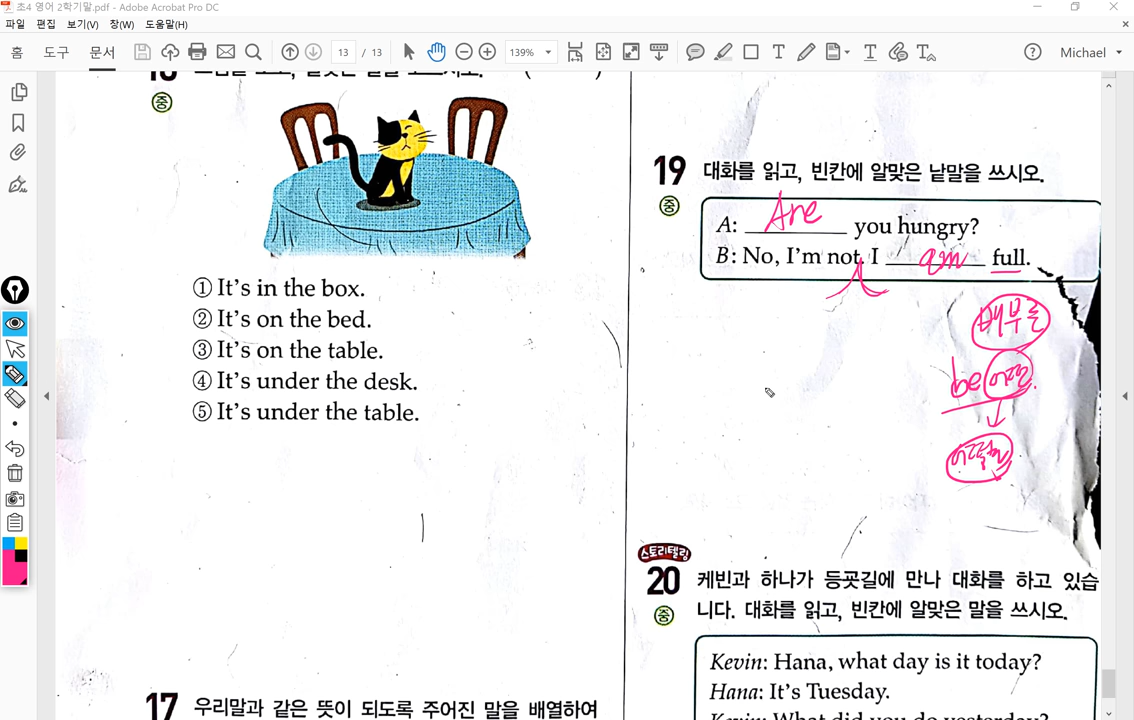 초4 영어 2학기말.pdf - Adobe Acrobat Pro DC
파일 편집 보기(V) 창(W) 도움말(H)
홈 도구 문서 13 / 13 139% Michael
중
① It's in the box.
② It's on the bed.
③ It's on the table.
④ It's under the desk.
⑤ It's under the table.
17 우리말과 같은 뜻이 되도록 주어진 말을 배열하여
19 대화를 읽고, 빈칸에 알맞은 낱말을 쓰시오.
중
A: Are you hungry?
B: No, I'm not. I am full.
배부른
be
스토리텔링
20 케빈과 하나가 등굣길에 만나 대화를 하고 있습
중 니다. 대화를 읽고, 빈칸에 알맞은 말을 쓰시오.
Kevin: Hana, what day is it today?
Hana: It's Tuesday.
Kevin: What did you do yesterday?